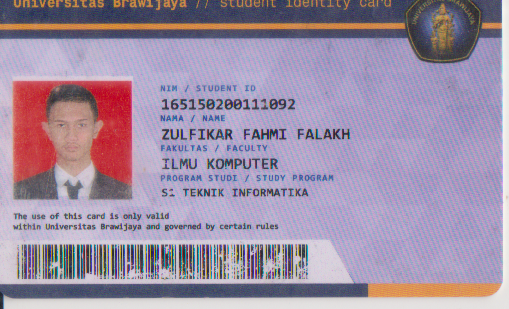 Universitas Brawijaya // student identity card
NIM / STUDENT ID
165150200111092
NAMA / NAME
ZULFIKAR FAHMI FALAKH
FAKULTAS / FACULTY
ILMU KOMPUTER
PROGRAM STUDI / STUDY PROGRAM
S1 TEKNIK INFORMATIKA
The use of this card is only valid
within Universitas Brawijaya and governed by certain rules